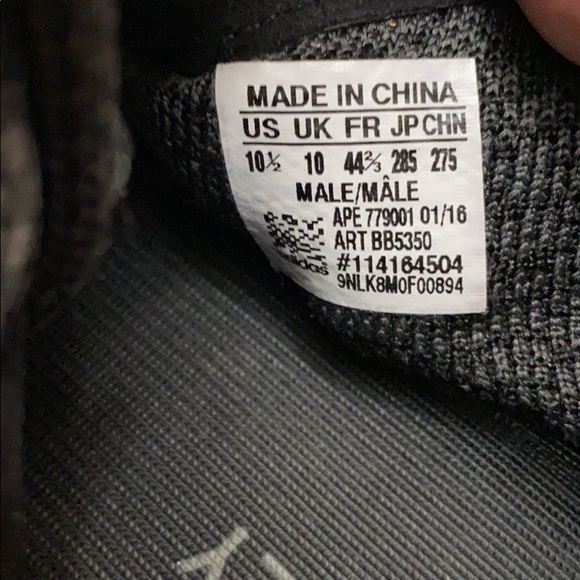 MADE IN CHINA
US UK FR JP CHN
10½ 10 44⅔ 285 275
MALE/MÂLE
APE 779001 01/16
ART BB5350
#114164504
9NLK8M0F00894